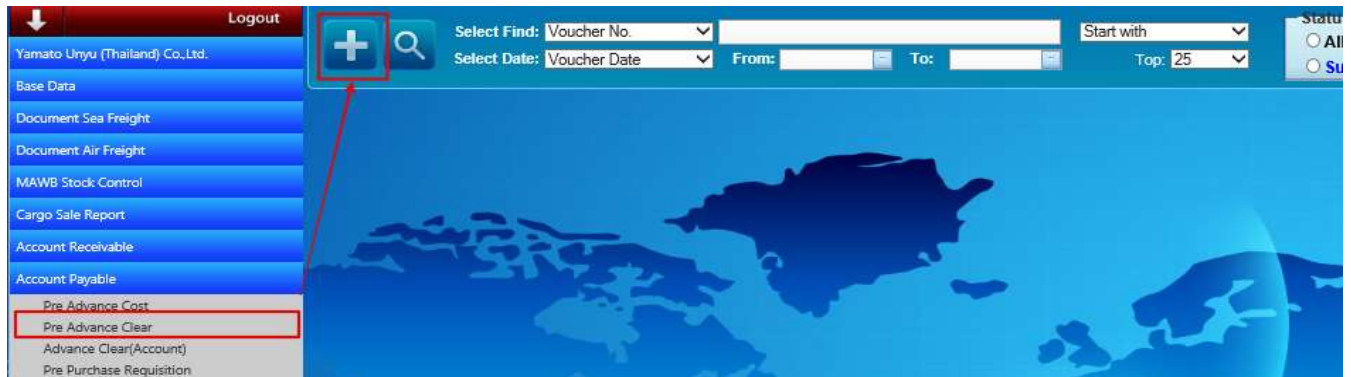 Logout
Yamato Unyu (Thailand) Co.,Ltd.
Base Data
Document Sea Freight
Document Air Freight
MAWB Stock Control
Cargo Sale Report
Account Receivable
Account Payable
Pre Advance Cost
Pre Advance Clear
Advance Clear(Account)
Pre Purchase Requisition
Select Find: Voucher No. Start with
Select Date: Voucher Date From: To: Top: 25
All